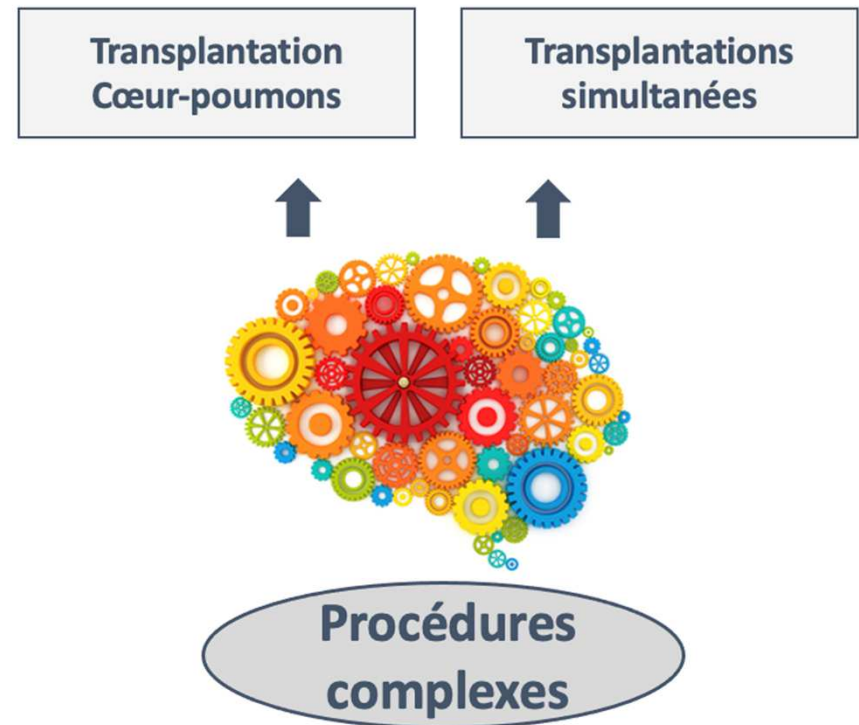 Transplantation
Cœur-poumons
Transplantations
simultanées
Procédures
complexes